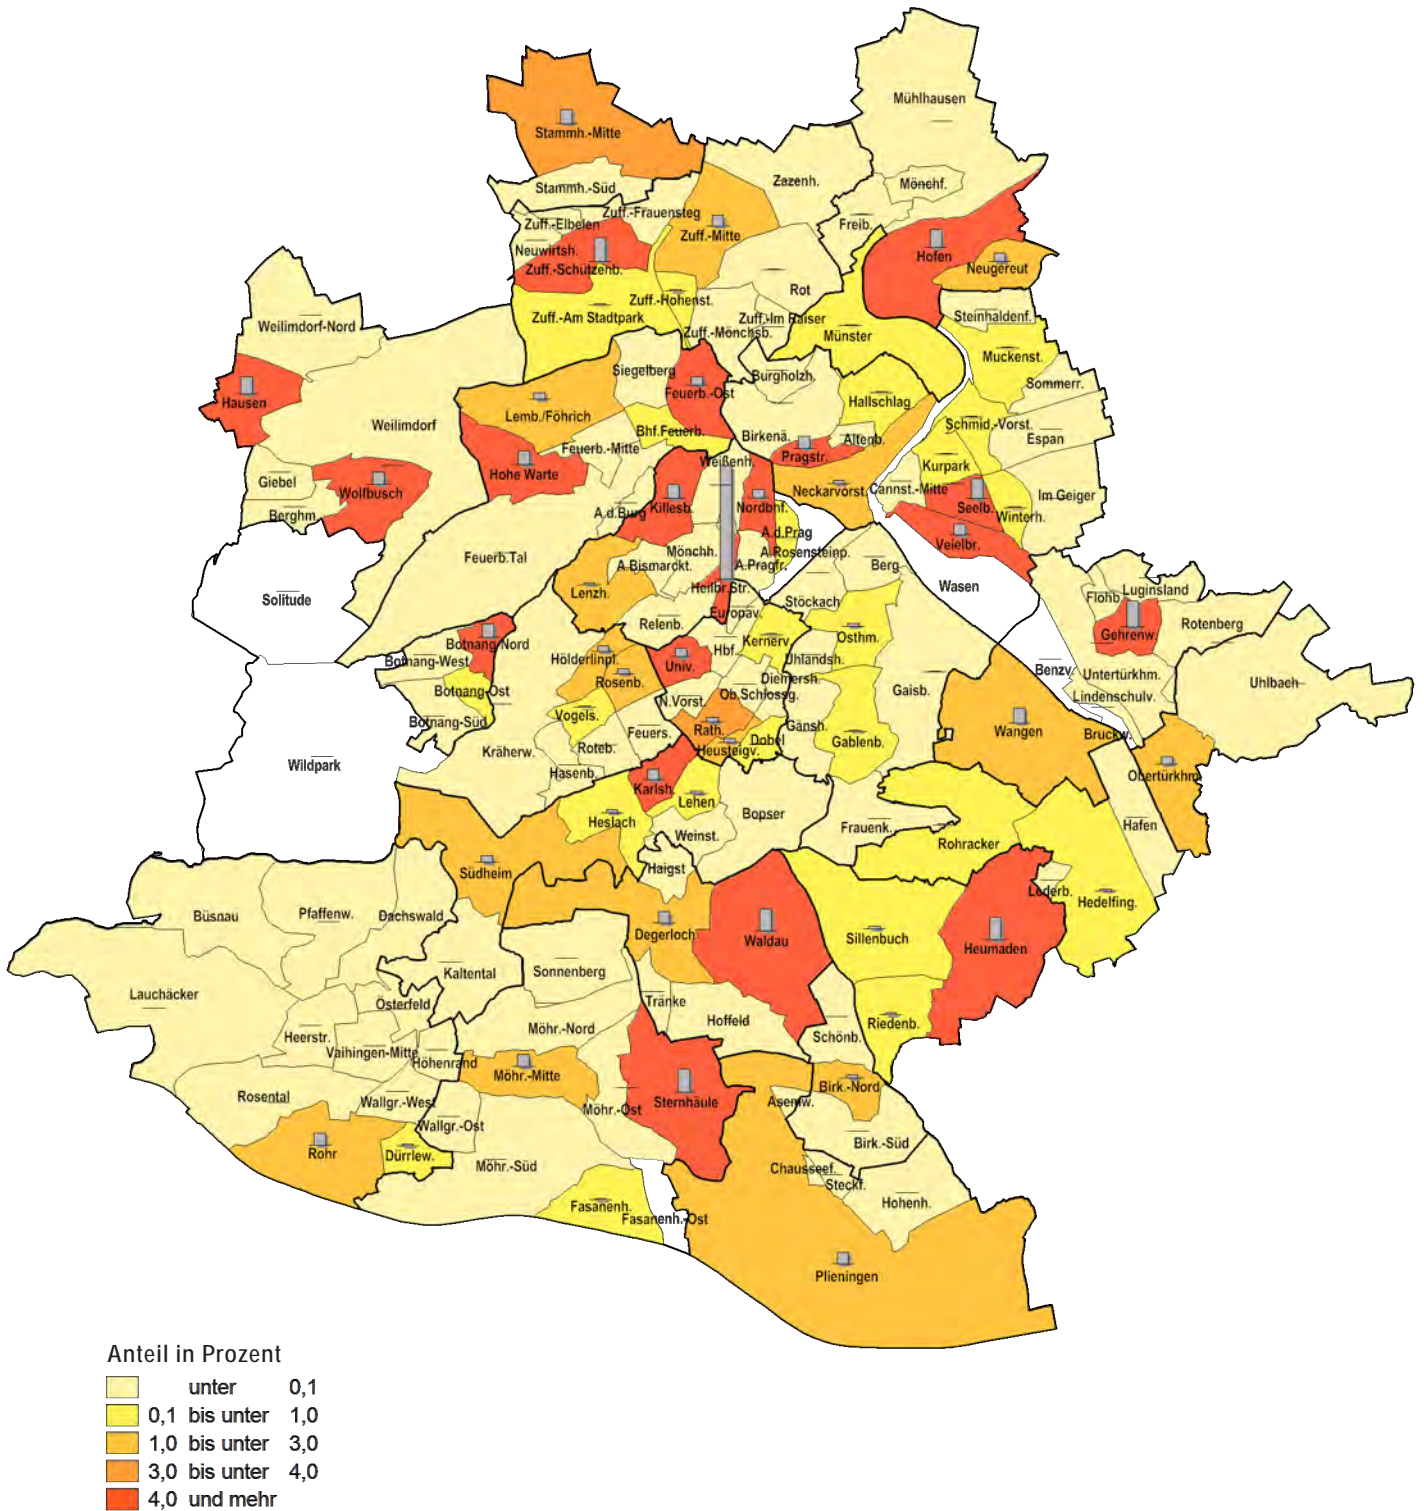 Mühlhausen
Stammh.-Mitte
Zazenh.
Mönchf.
Stammh.-Süd
Zuff.-Frauensteg
Zuff.-Elbelen
Freib.
Zuff.-Mitte
Neuwirtsh.
Hofen
Zuff.-Schützenb.
Neugereut
Rot
Zuff.-Hohenst.
Zuff.-Am Stadtpark
Zuff.-Im Raiser
Steinhaldenf.
Weilimdorf-Nord
Zuff.-Mönchsb.
Münster
Muckenst.
Siegelberg
Burgholzh.
Sommerr.
Feuerb.-Ost
Hausen
Hallschlag
Lemb./Föhrich
Weilimdorf
Bhf.Feuerb.
Schmid.-Vorst.
Birkenä.
Altenb.
Espan
Feuerb.-Mitte
Pragstr.
Weißenh.
Kurpark
Hohe Warte
Giebel
Wolfbusch
Neckarvorst.
Cannst.-Mitte
Im Geiger
Killesb.
Nordbhf.
Seelb.
Berghm.
A.d.Burg
Winterh.
A.d.Prag
Veielbr.
Mönchh.
A.Rosensteinp.
Feuerb.Tal
A.Bismarckt.
A.Pragfr.
Berg
Wasen
Heilbr.Str.
Luginsland
Solitude
Lenzh.
Flohb.
Stöckach
Europav.
Relenb.
Rotenberg
Gehrenw.
Botnang-Nord
Kernerv.
Osthm.
Hbf.
Botnang-West
Hölderlinpl.
Univ.
Uhlandsh.
Benzv.
Untertürkhm.
Rosenb.
Diemersh.
Uhlbach
Botnang-Ost
Ob.Schlossg.
Gaisb.
Lindenschulv.
N.Vorst.
Botnang-Süd
Vogels.
Gänsh.
Feuers.
Rath.
Wangen
Bruckw.
Kräherw.
Roteb.
Heusteigv.
Dobel
Gablenb.
Wildpark
Hasenb.
Obertürkhm.
Karlsh.
Lehen
Bopser
Heslach
Frauenk.
Hafen
Weinst.
Rohracker
Haigst
Südheim
Lederb.
Hedelfing.
Büsnau
Pfaffenw.
Dachswald
Degerloch
Waldau
Sillenbuch
Heumaden
Kaltental
Sonnenberg
Lauchäcker
Österfeld
Tränke
Hoffeld
Riedenb.
Möhr.-Nord
Heerstr.
Schönb.
Vaihingen-Mitte
Höhenrand
Möhr.-Mitte
Birk.-Nord
Rosental
Wallgr.-West
Asemw.
Möhr.-Ost
Sternhäule
Wallgr.-Ost
Birk.-Süd
Rohr
Dürrlew.
Möhr.-Süd
Chausseef.
Steckf.
Hohenh.
Fasanenh.
Fasanenh.-Ost
Plieningen
Anteil in Prozent
unter 0,1
0,1 bis unter 1,0
1,0 bis unter 3,0
3,0 bis unter 4,0
4,0 und mehr